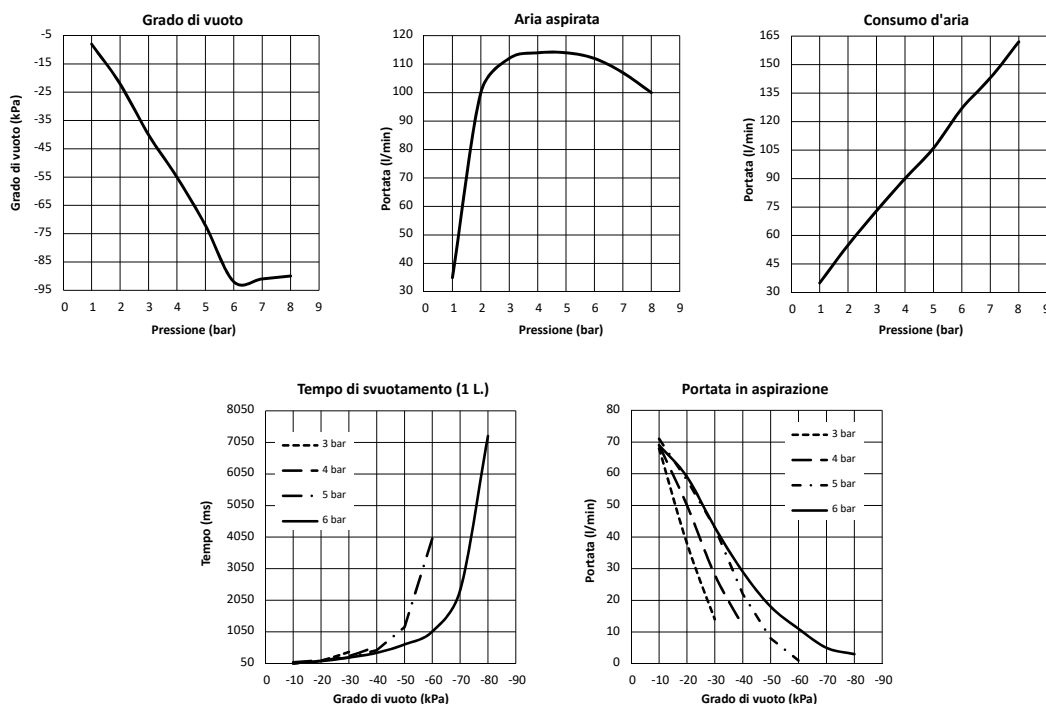 Grado di vuoto
Grado di vuoto (kPa)
-5
-15
-25
-35
-45
-55
-65
-75
-85
-95
0 1 2 3 4 5 6 7 8 9
Pressione (bar)
Aria aspirata
Portata (l/min)
120
110
100
90
80
70
60
50
40
30
0 1 2 3 4 5 6 7 8 9
Pressione (bar)
Consumo d'aria
Portata (l/min)
165
150
135
120
105
90
75
60
45
30
0 1 2 3 4 5 6 7 8 9
Pressione (bar)
Tempo di svuotamento (1 L.)
Tempo (ms)
8050
7050
6050
5050
4050
3050
2050
1050
50
3 bar
4 bar
5 bar
6 bar
0 -10 -20 -30 -40 -50 -60 -70 -80 -90
Grado di vuoto (kPa)
Portata in aspirazione
Portata (l/min)
80
70
60
50
40
30
20
10
0
3 bar
4 bar
5 bar
6 bar
0 -10 -20 -30 -40 -50 -60 -70 -80 -90
Grado di vuoto (kPa)